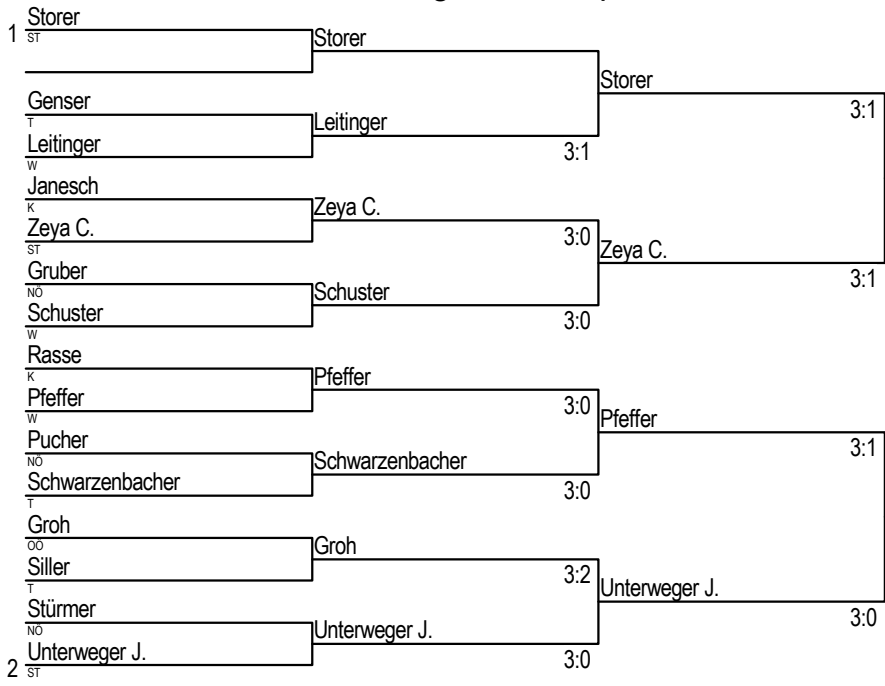 Storer
1 ST
Storer
Storer
Genser
3:1
T
Leitinger
Leitinger
3:1
W
Janesch
K
Zeya C.
Zeya C.
3:0
ST
Zeya C.
Gruber
3:1
NÖ
Schuster
Schuster
3:0
W
Rasse
K
Pfeffer
Pfeffer
3:0
W
Pfeffer
Pucher
3:1
NÖ
Schwarzenbacher
Schwarzenbacher
3:0
T
Groh
OÖ
Groh
Siller
3:2
T
Unterweger J.
Stürmer
3:0
NÖ
Unterweger J.
Unterweger J.
3:0
2 ST